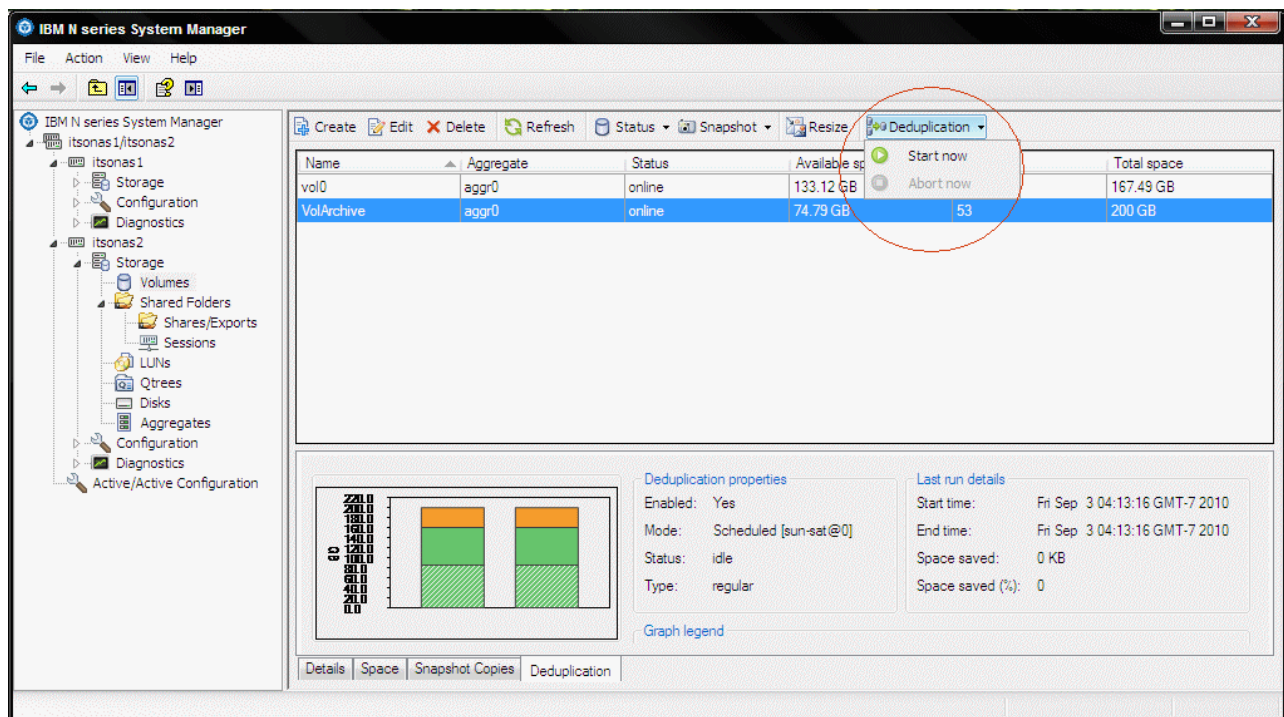 IBM N series System Manager
File Action View Help
IBM N series System Manager
itsonas1/itsonas2
itsonas1
Storage
Configuration
Diagnostics
itsonas2
Storage
Volumes
Shared Folders
Shares/Exports
Sessions
LUNs
Qtrees
Disks
Aggregates
Configuration
Diagnostics
Active/Active Configuration
Create Edit Delete Refresh Status Snapshot Resize Deduplication
Start now
Abort now
Name Aggregate Status Available sp Total space
vol0 aggr0 online 133.12 GB 167.49 GB
VolArchive aggr0 online 74.79 GB 53 200 GB
220.0
200.0
180.0
160.0
140.0
120.0
100.0
80.0
60.0
40.0
20.0
0.0
GB
Deduplication properties
Enabled: Yes
Mode: Scheduled [sun-sat@0]
Status: idle
Type: regular
Last run details
Start time: Fri Sep 3 04:13:16 GMT-7 2010
End time: Fri Sep 3 04:13:16 GMT-7 2010
Space saved: 0 KB
Space saved (%): 0
Graph legend
Details Space Snapshot Copies Deduplication